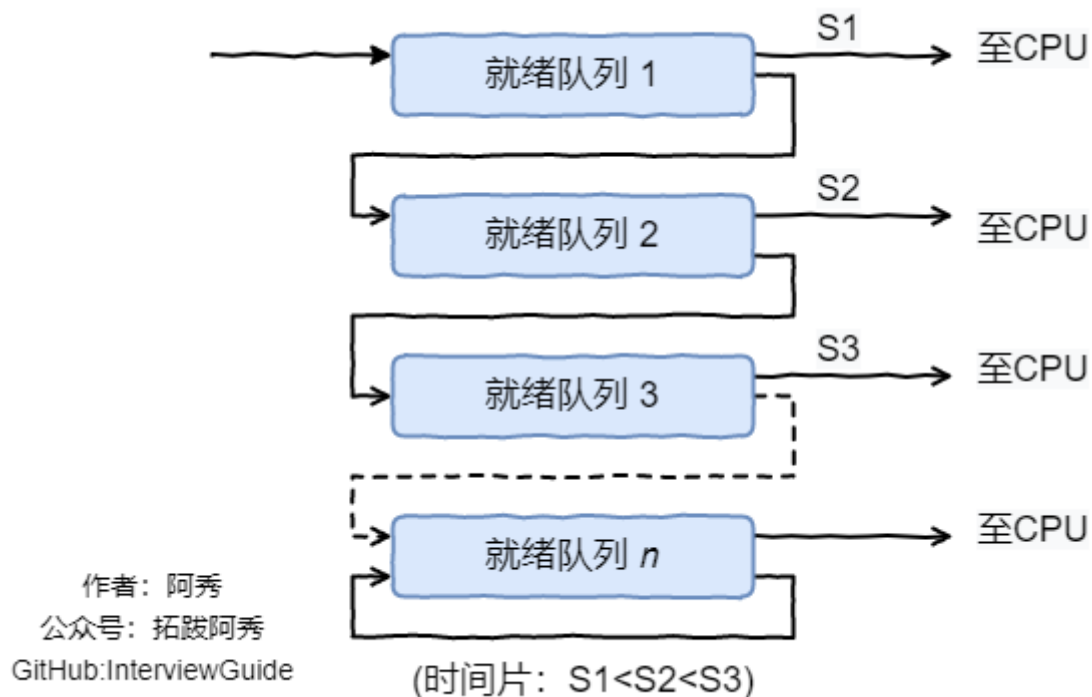 S1
就绪队列 1
至CPU
S2
就绪队列 2
至CPU
S3
就绪队列 3
至CPU
就绪队列 n
至CPU
作者：阿秀
公众号：拓跋阿秀
GitHub:InterviewGuide
(时间片：S1<S2<S3)